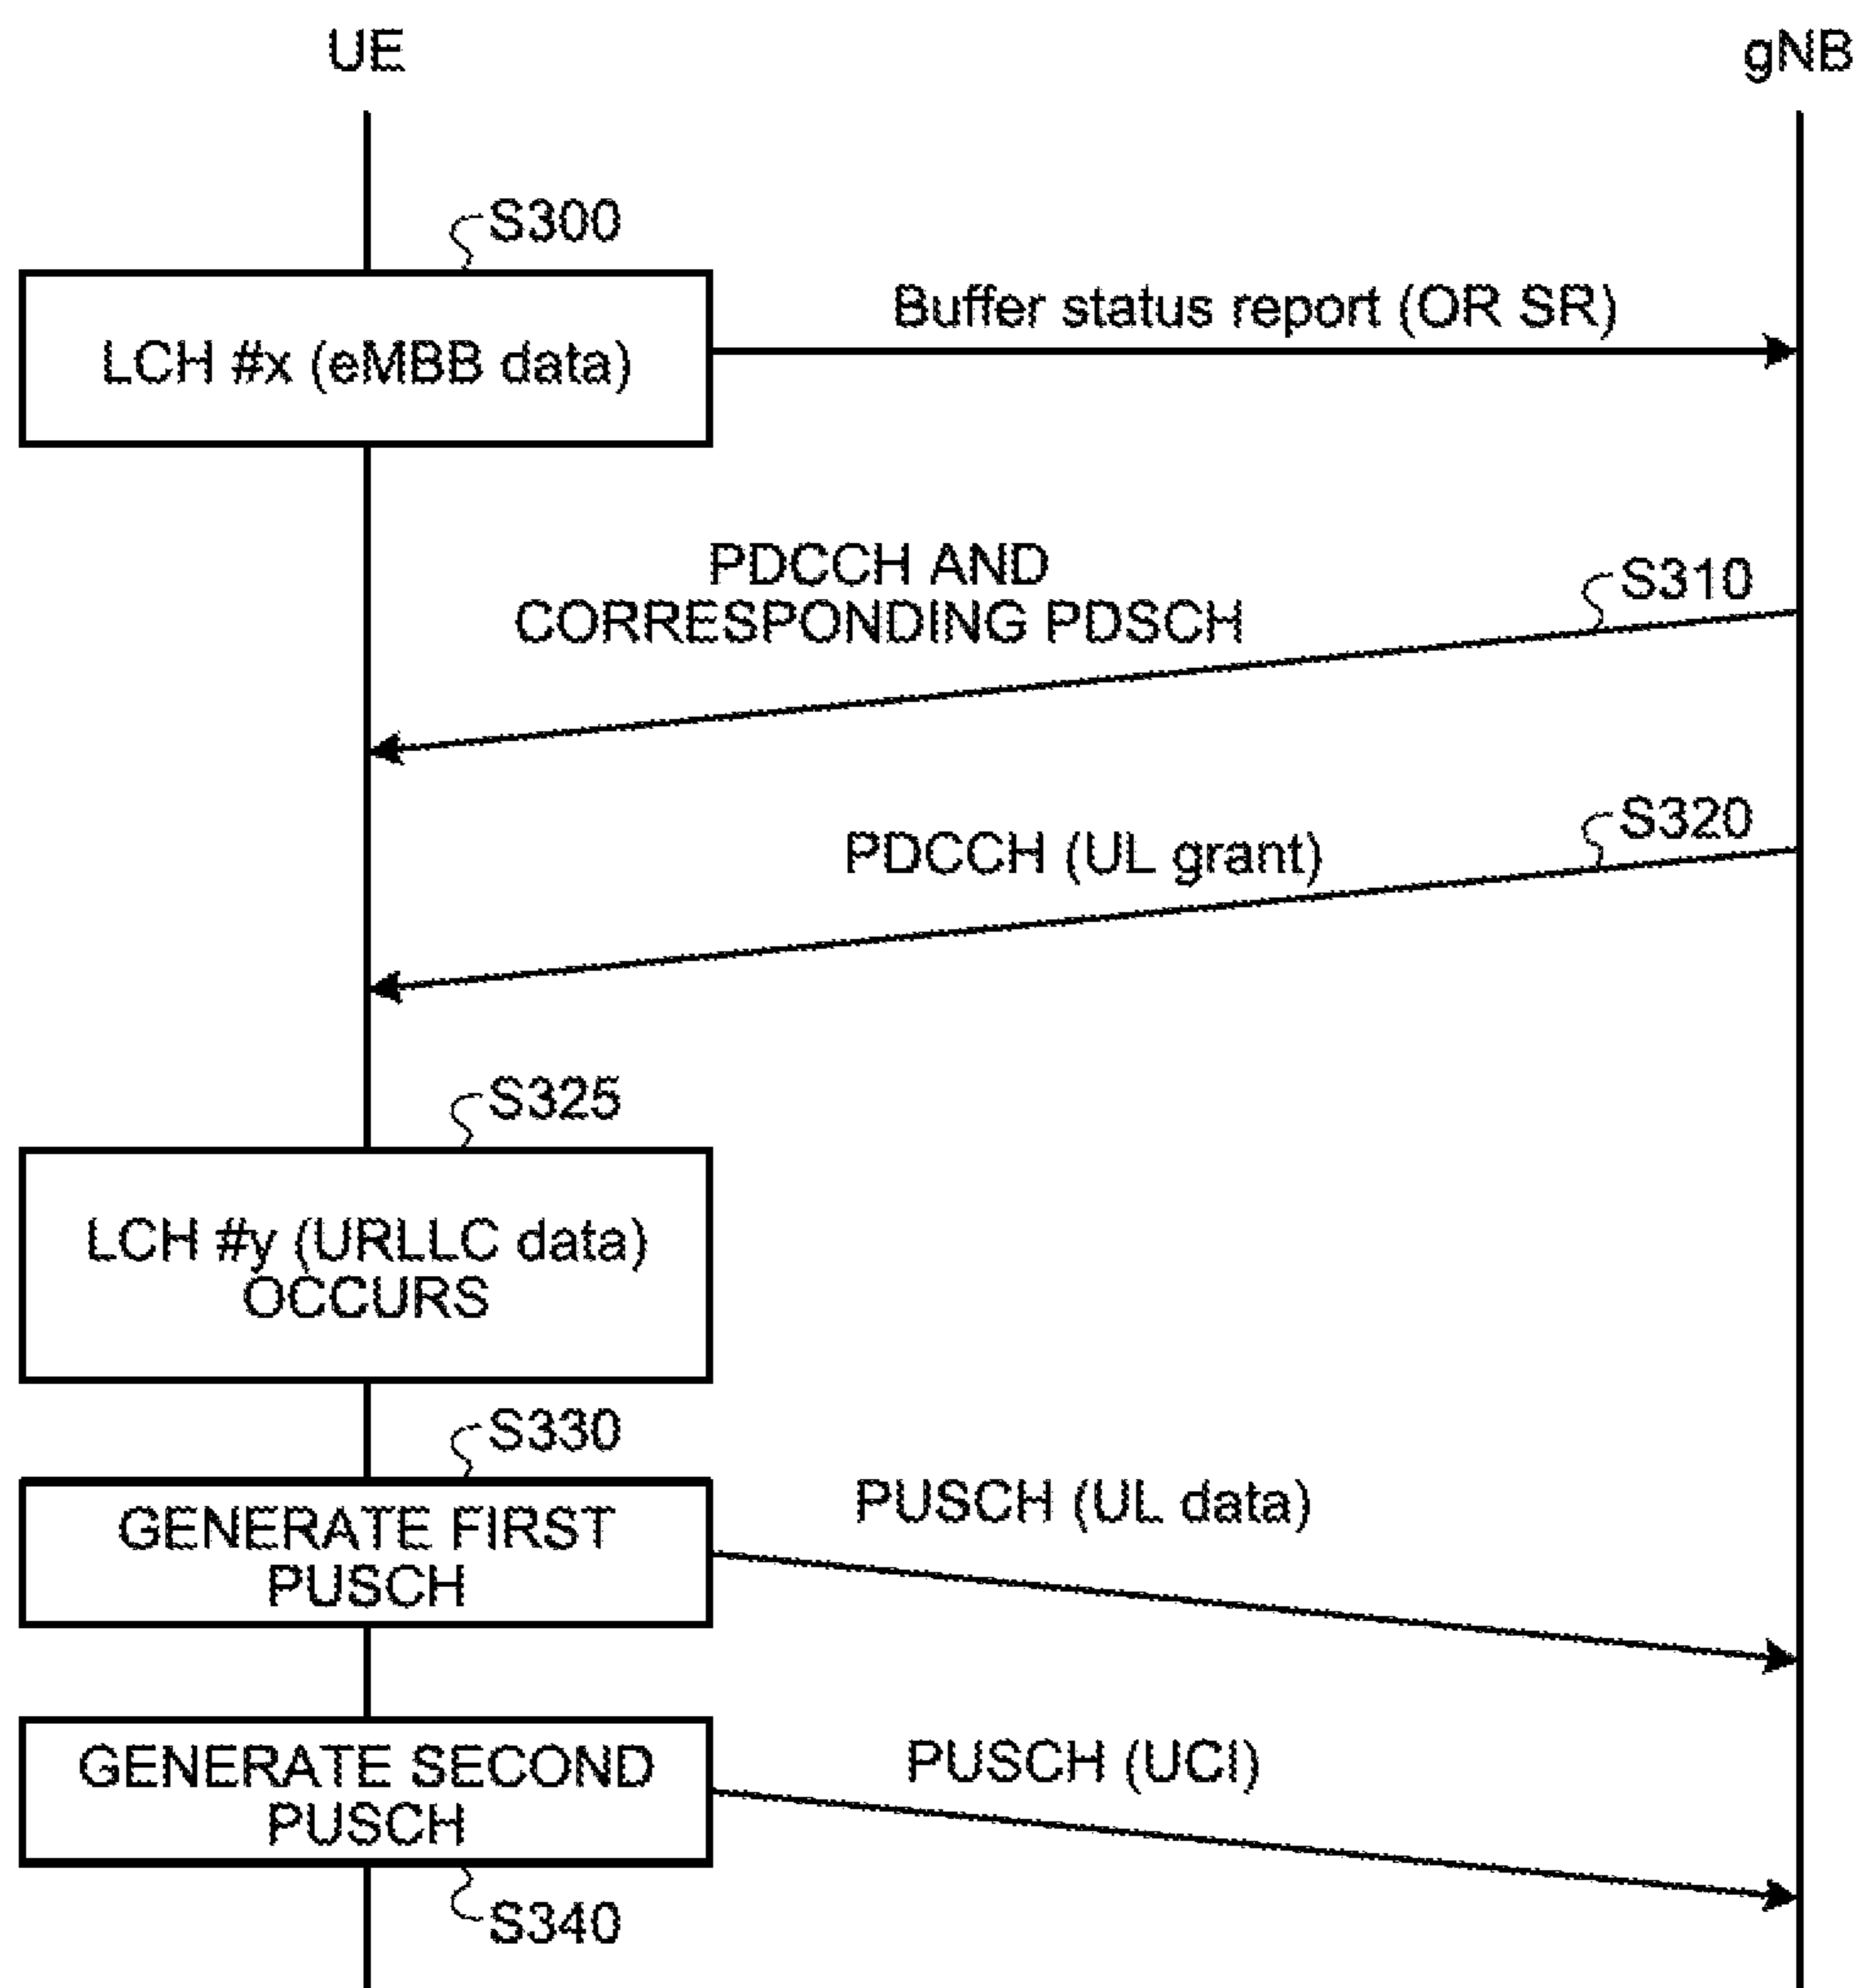 UE
gNB
S300
LCH #x (eMBB data)
Buffer status report (OR SR)
PDCCH AND
CORRESPONDING PDSCH
S310
PDCCH (UL grant)
S320
S325
LCH #y (URLLC data)
OCCURS
S330
GENERATE FIRST
PUSCH
PUSCH (UL data)
GENERATE SECOND
PUSCH
PUSCH (UCI)
S340